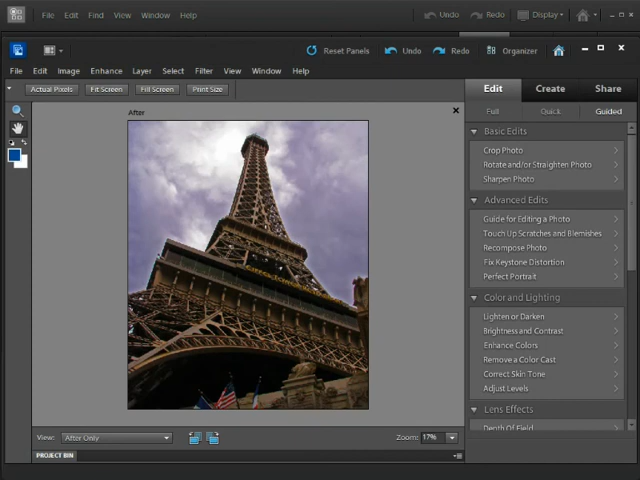 File Edit Find View Window Help Undo Redo Display
Reset Panels Undo Redo Organizer
File Edit Image Enhance Layer Select Filter View Window Help
Actual Pixels Fit Screen Fill Screen Print Size
Edit Create Share
Full Quick Guided
After
Basic Edits
Crop Photo
Rotate and/or Straighten Photo
Sharpen Photo
Advanced Edits
Guide for Editing a Photo
Touch Up Scratches and Blemishes
Recompose Photo
Fix Keystone Distortion
Perfect Portrait
Color and Lighting
Lighten or Darken
Brightness and Contrast
Enhance Colors
Remove a Color Cast
Correct Skin Tone
Adjust Levels
Lens Effects
Depth Of Field
View: After Only Zoom: 17%
PROJECT BIN